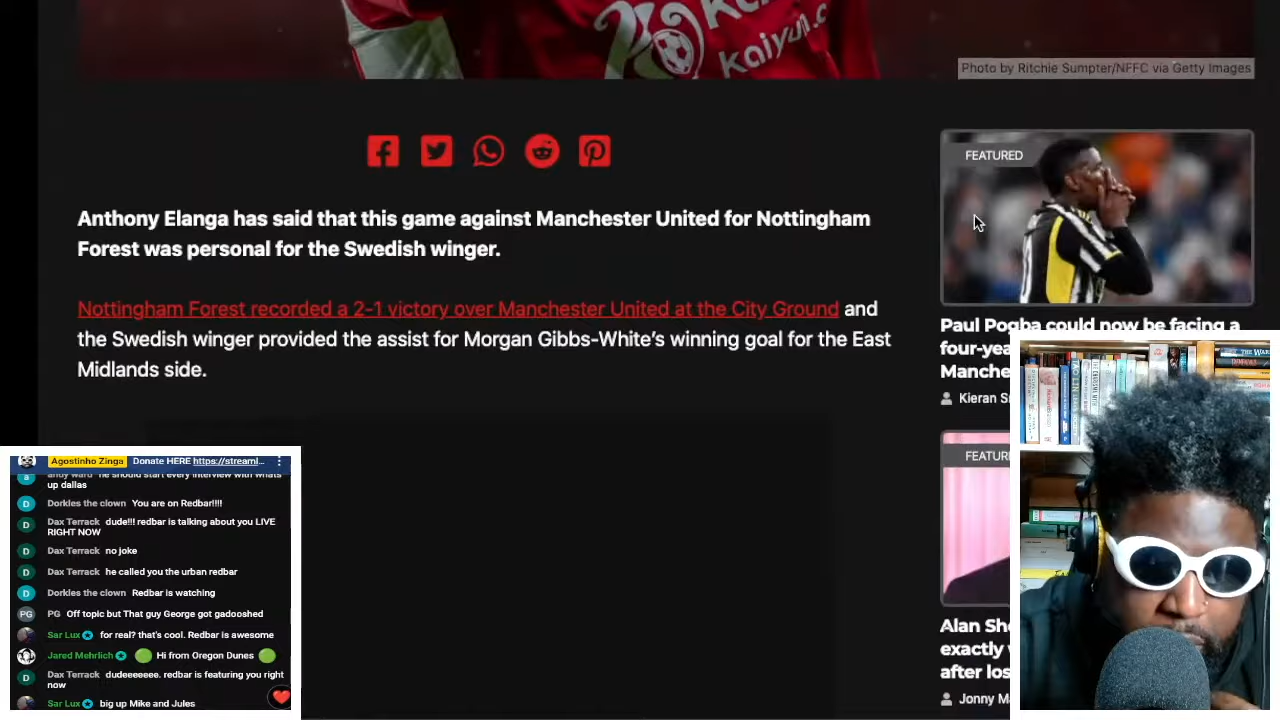 kaiyun.c
Photo by Ritchie Sumpter/NFFC via Getty Images
FEATURED
Anthony Elanga has said that this game against Manchester United for Nottingham
Forest was personal for the Swedish winger.
Nottingham Forest recorded a 2-1 victory over Manchester United at the City Ground and
the Swedish winger provided the assist for Morgan Gibbs-White's winning goal for the East
Midlands side.
Paul Pogba could now be facing a
four-yea
Manche
Kieran S
FEATUR
Alan She
exactly
after los
Jonny M
Agostinho Zinga Donate HERE https://streaml...
andy ward he should start every interview with whats
up dallas
D Dorkles the clown You are on Redbar!!!!
D Dax Terrack dude!!! redbar is talking about you LIVE
RIGHT NOW
D Dax Terrack no joke
D Dax Terrack he called you the urban redbar
D Dorkles the clown Redbar is watching
PG PG Off topic but That guy George got gadooshed
Sar Lux for real? that's cool. Redbar is awesome
Jared Mehrlich Hi from Oregon Dunes
D Dax Terrack dudeeeeeee. redbar is featuring you right
now
Sar Lux big up Mike and Jules